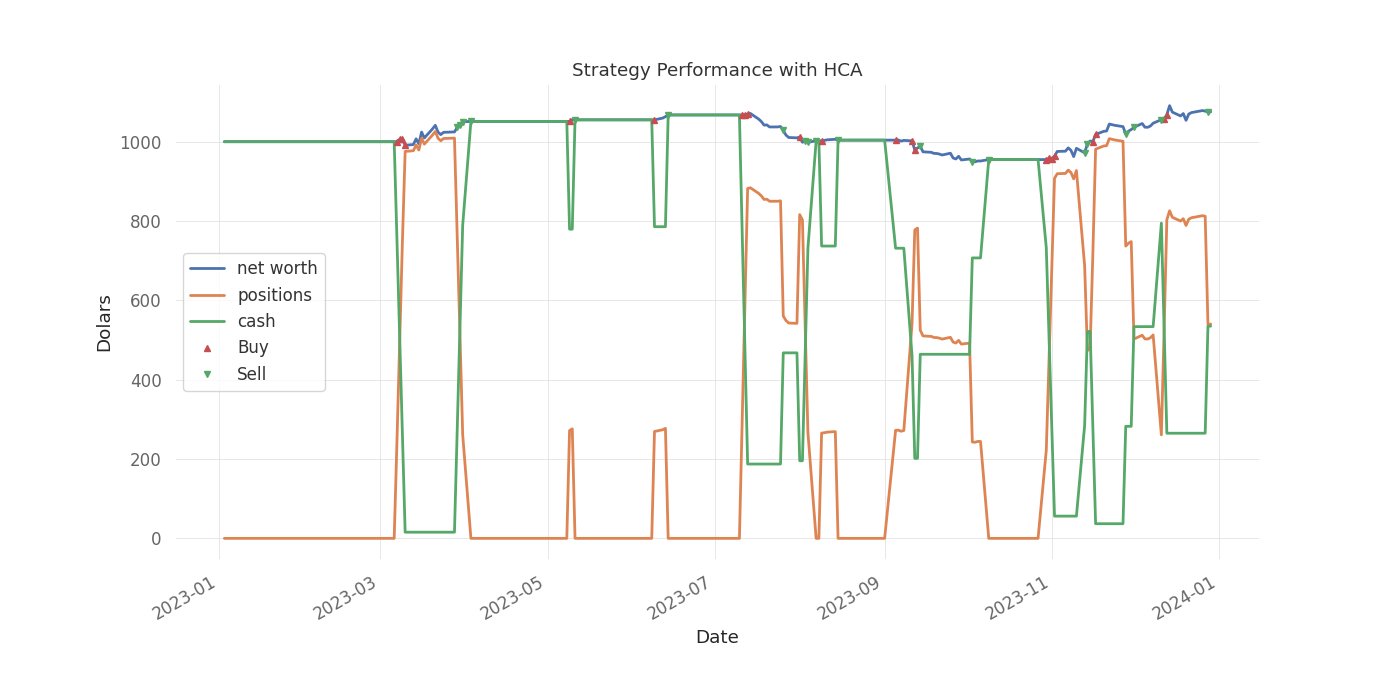 Strategy Performance with HCA
Dolars
1000
800
600
400
200
0
net worth
positions
cash
Buy
Sell
2023-01
2023-03
2023-05
2023-07
2023-09
2023-11
2024-01
Date